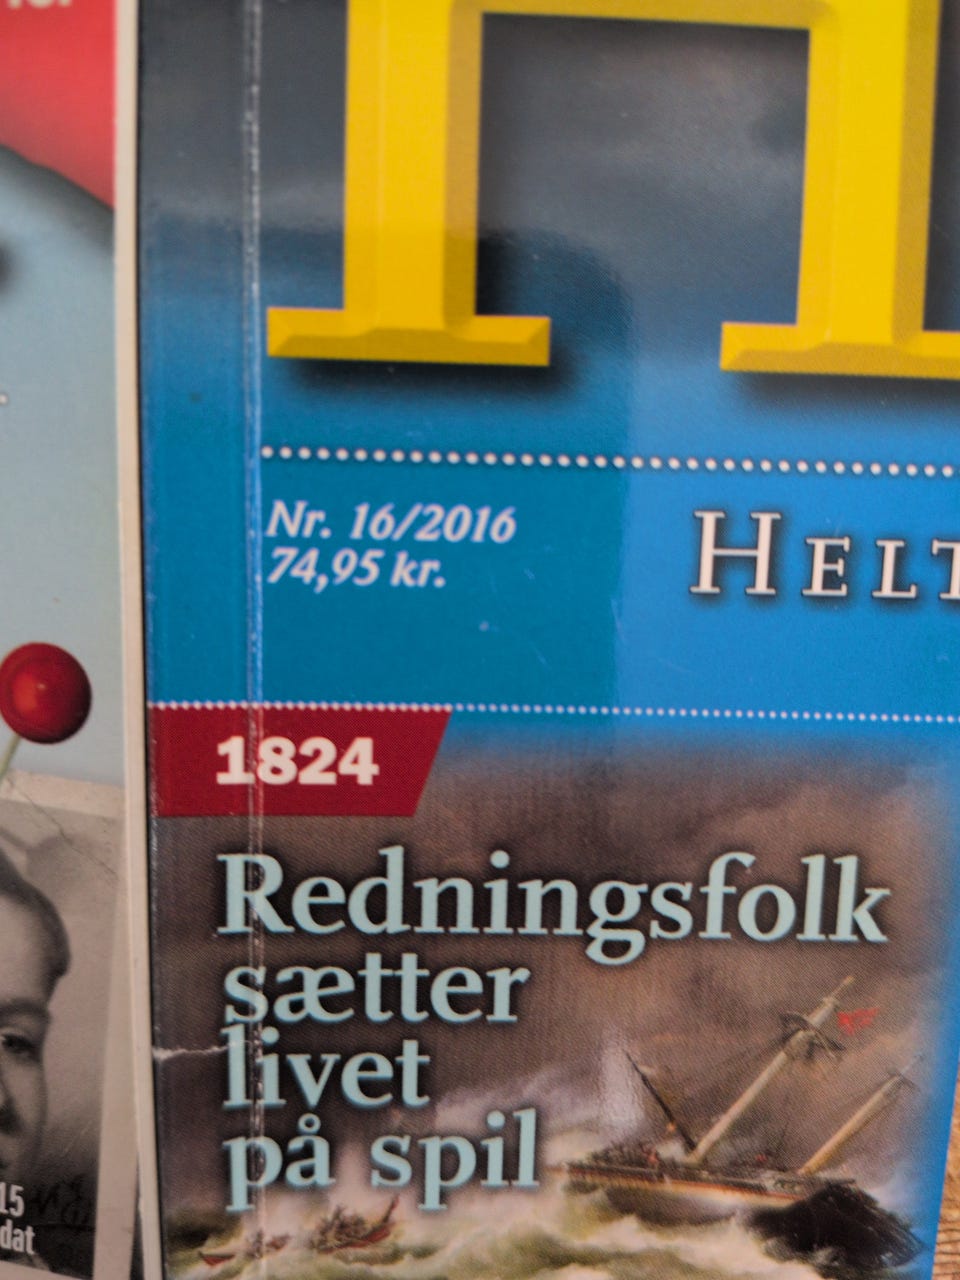 H
Nr. 16/2016
74,95 kr.
HELT
1824
Redningsfolk
sætter
livet
på spil
15
dat